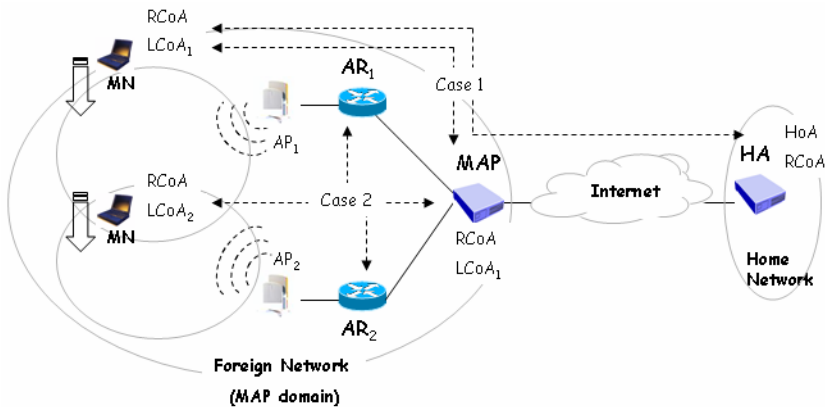 RCoA
LCoA1
MN
AR1
Case 1
AP1
MAP
HoA
HA
RCoA
RCoA
LCoA2
MN
Case 2
Internet
RCoA
LCoA1
AP2
AR2
Home
Network
Foreign Network
(MAP domain)